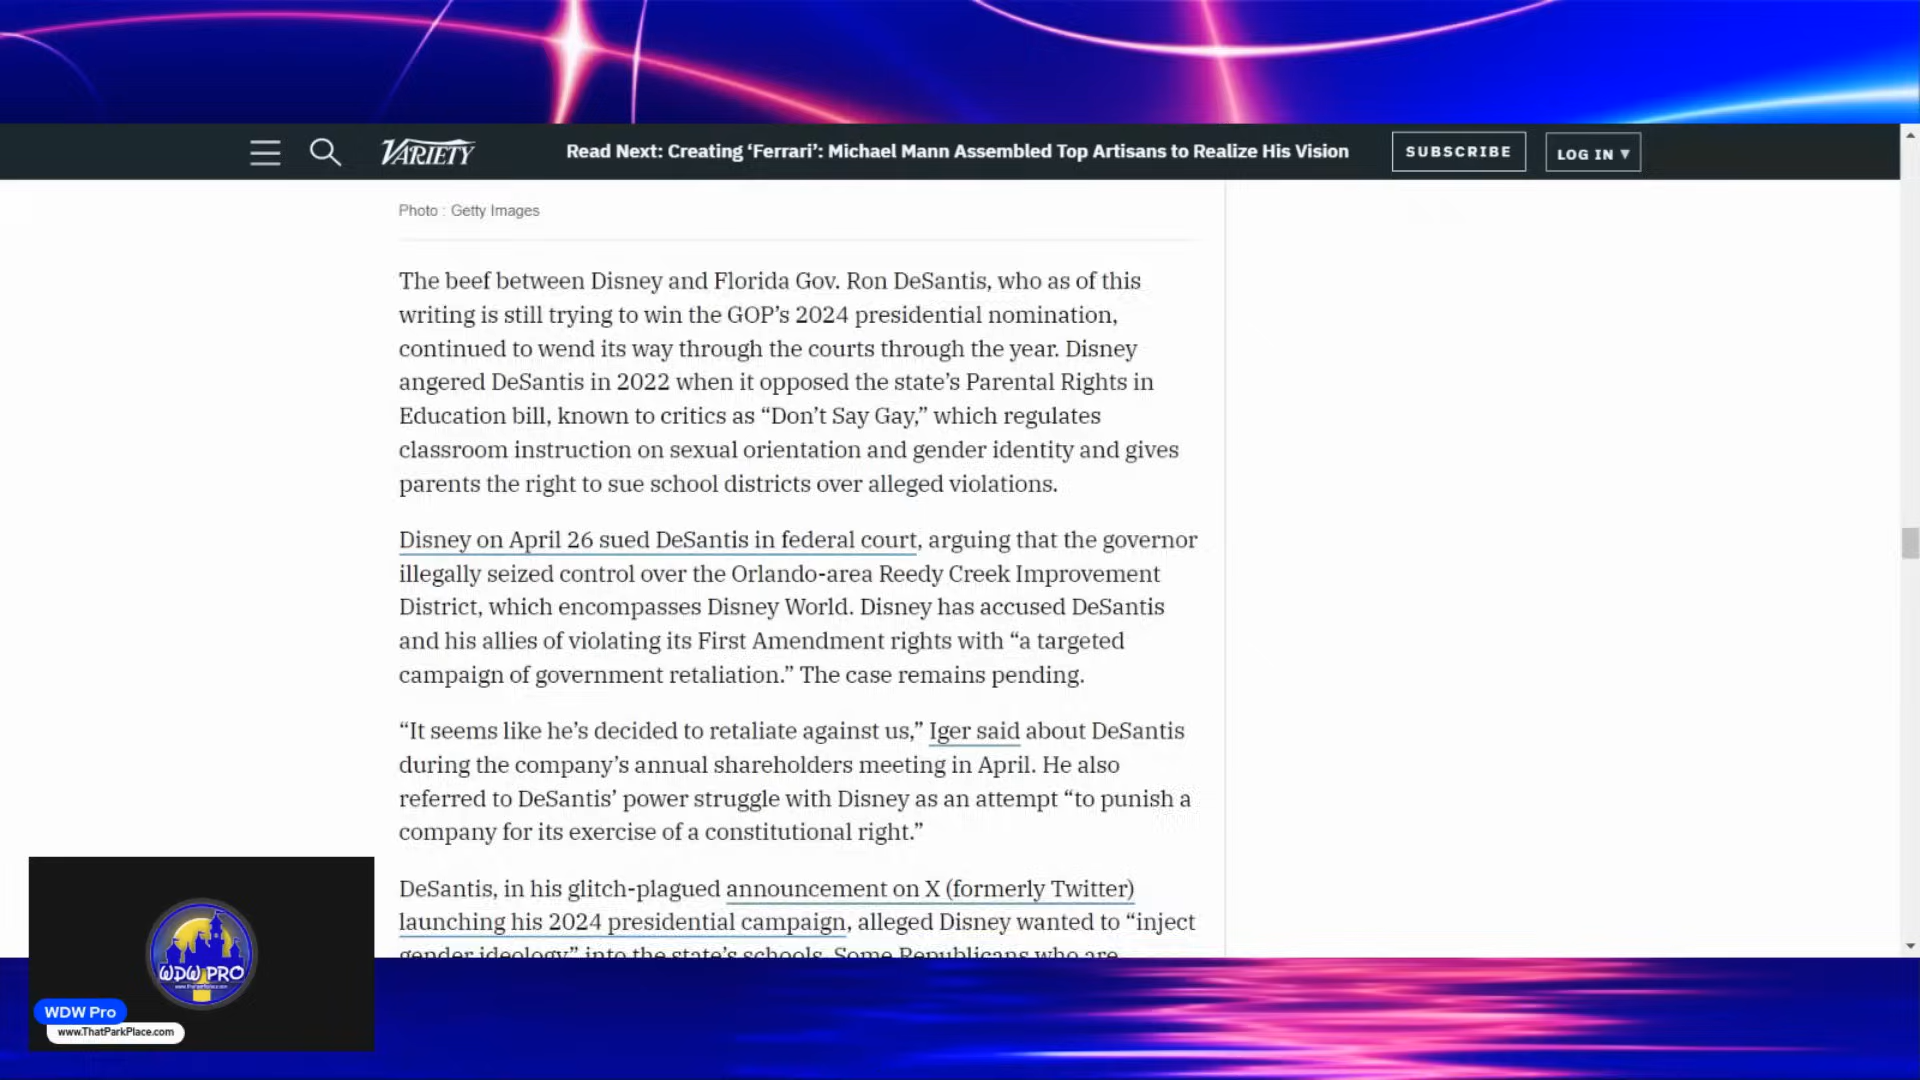 VARIETY
Read Next: Creating ‘Ferrari’: Michael Mann Assembled Top Artisans to Realize His Vision
SUBSCRIBE
LOG IN ▼
Photo : Getty Images
The beef between Disney and Florida Gov. Ron DeSantis, who as of this
writing is still trying to win the GOP’s 2024 presidential nomination,
continued to wend its way through the courts through the year. Disney
angered DeSantis in 2022 when it opposed the state’s Parental Rights in
Education bill, known to critics as “Don’t Say Gay,” which regulates
classroom instruction on sexual orientation and gender identity and gives
parents the right to sue school districts over alleged violations.
Disney on April 26 sued DeSantis in federal court, arguing that the governor
illegally seized control over the Orlando-area Reedy Creek Improvement
District, which encompasses Disney World. Disney has accused DeSantis
and his allies of violating its First Amendment rights with “a targeted
campaign of government retaliation.” The case remains pending.
“It seems like he’s decided to retaliate against us,” Iger said about DeSantis
during the company’s annual shareholders meeting in April. He also
referred to DeSantis’ power struggle with Disney as an attempt “to punish a
company for its exercise of a constitutional right.”
DeSantis, in his glitch-plagued announcement on X (formerly Twitter)
launching his 2024 presidential campaign, alleged Disney wanted to “inject
gender ideology” into the state’s schools. Some Republicans who are
WDW PRO
WDW Pro
www.ThatParkPlace.com